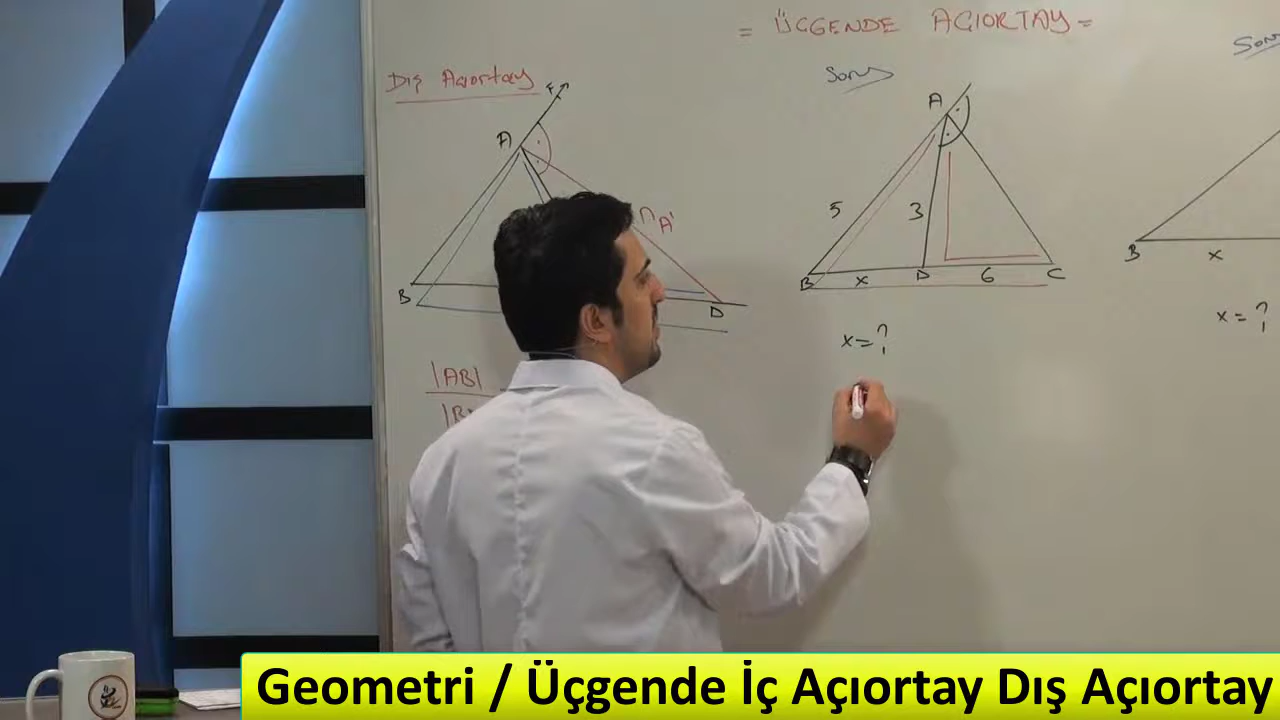 = ÜÇGENDE AÇIORTAY =
Dış Açıortay
A
B
D
n
A'
|AB|
Soru
A
5
3
B
x
D
6
C
x = ?
B
x
x = ?
Geometri / Üçgende İç Açıortay Dış Açıortay